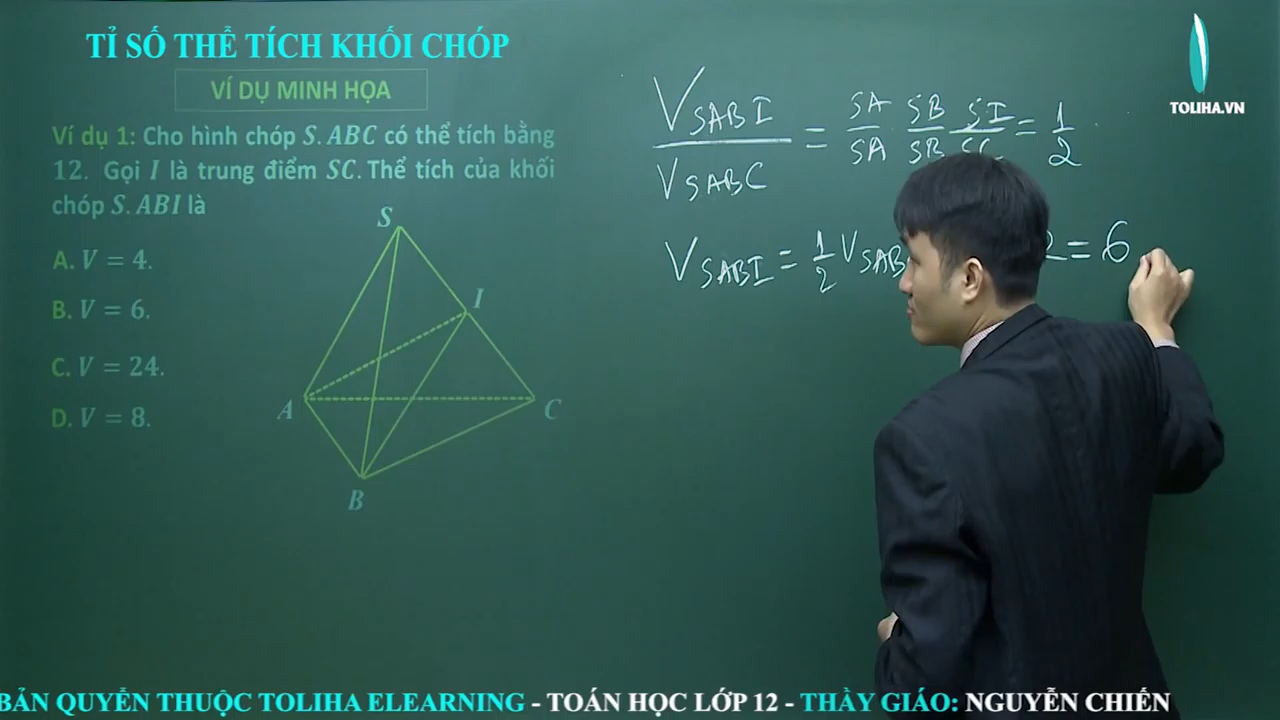 TỈ SỐ THỂ TÍCH KHỐI CHÓP
VÍ DỤ MINH HỌA
Ví dụ 1: Cho hình chóp S.ABC có thể tích bằng
12. Gọi I là trung điểm SC. Thể tích của khối
chóp S.ABI là
A. V = 4.
B. V = 6.
C. V = 24.
D. V = 8.
S
I
A
C
B
V_SABI / V_SABC = SA/SA SB/SB SI/SC = 1/2
V_SABI = 1/2 V_SAB 2 = 6
TOLIHA.VN
BẢN QUYỀN THUỘC TOLIHA ELEARNING - TOÁN HỌC LỚP 12 - THẦY GIÁO: NGUYỄN CHIẾN